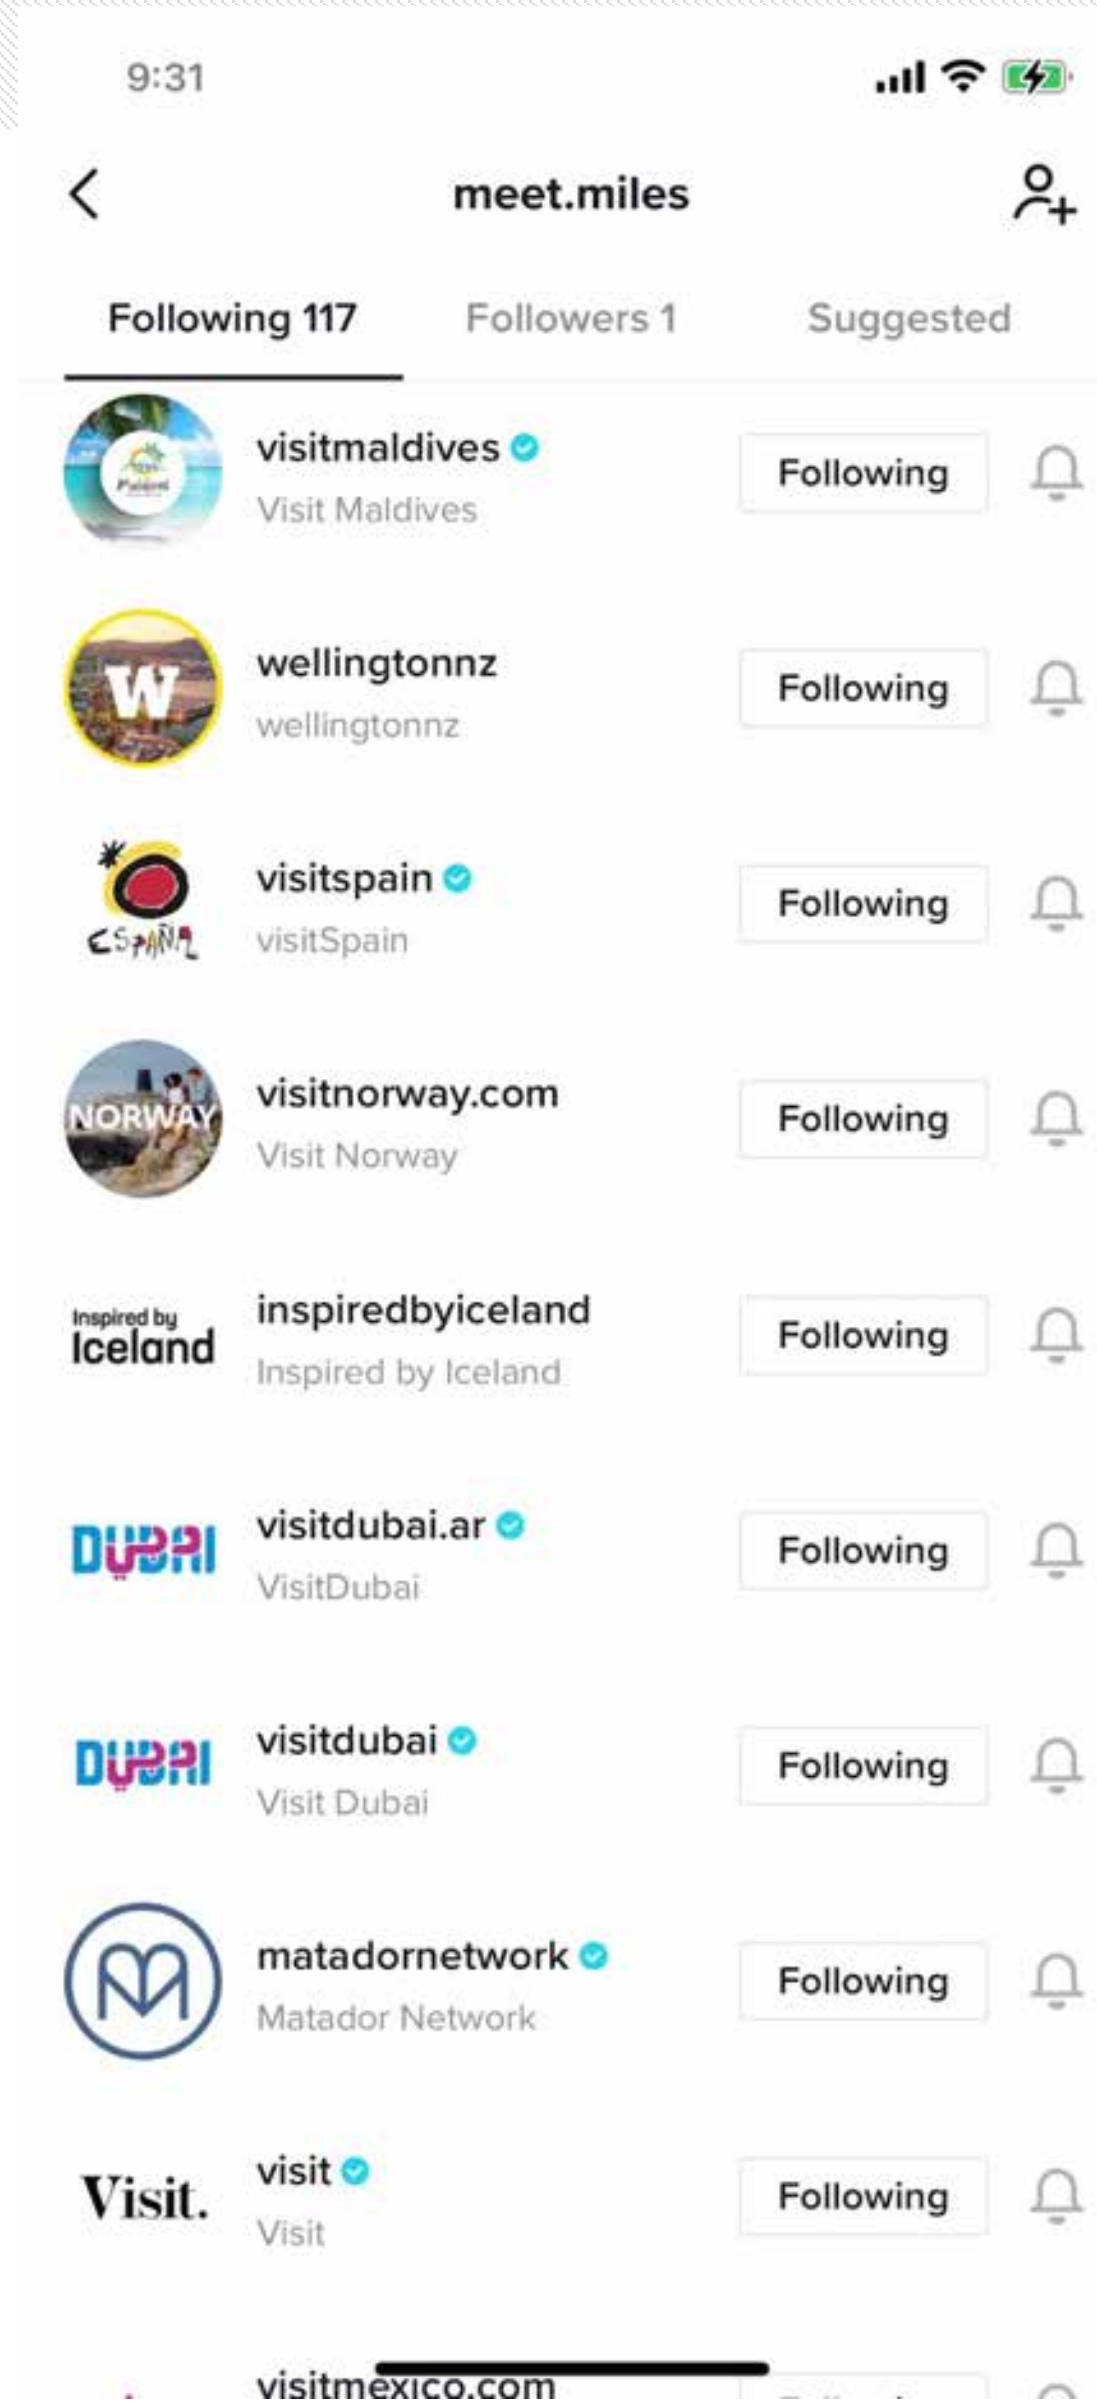 9:31
meet.miles
Following 117
Followers 1
Suggested
visitmaldives
Visit Maldives
Following
W
wellingtonnz
wellingtonnz
Following
ESPAÑA
visitspain
visitSpain
Following
NORWAY
visitnorway.com
Visit Norway
Following
Inspired by
Iceland
inspiredbyiceland
Inspired by Iceland
Following
DUBAI
visitdubai.ar
VisitDubai
Following
DUBAI
visitdubai
Visit Dubai
Following
matadornetwork
Matador Network
Following
Visit.
visit
Visit
Following
visitmexico.com